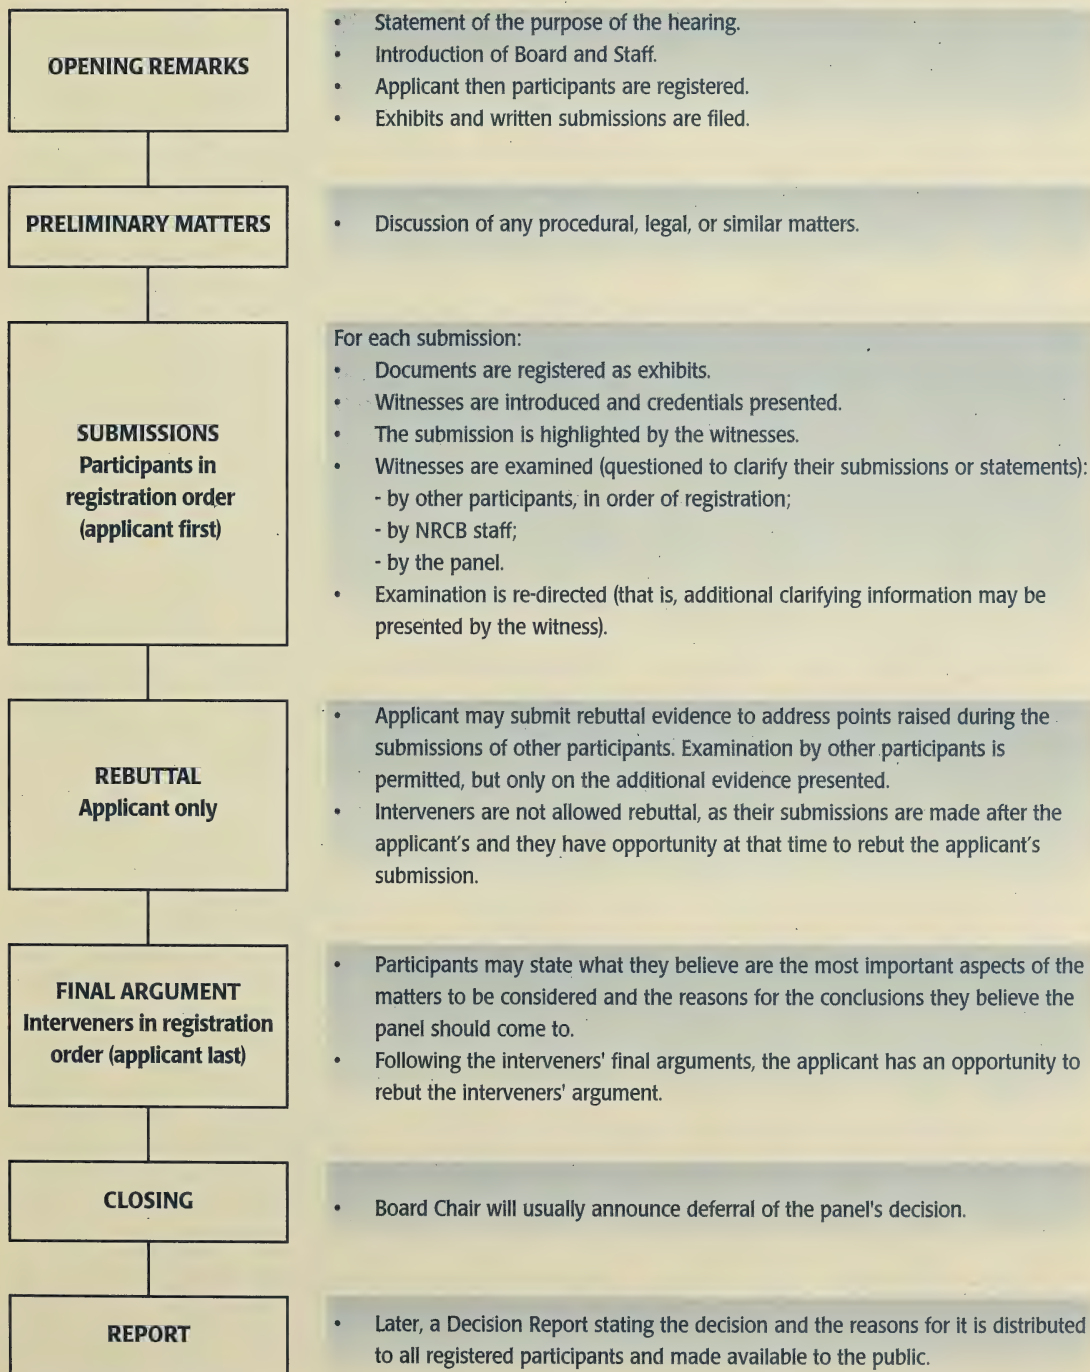 OPENING REMARKS
• Statement of the purpose of the hearing.
• Introduction of Board and Staff.
• Applicant then participants are registered.
• Exhibits and written submissions are filed.
PRELIMINARY MATTERS
• Discussion of any procedural, legal, or similar matters.
SUBMISSIONS
Participants in
registration order
(applicant first)
For each submission:
• Documents are registered as exhibits.
• Witnesses are introduced and credentials presented.
• The submission is highlighted by the witnesses.
• Witnesses are examined (questioned to clarify their submissions or statements):
- by other participants, in order of registration;
- by NRCB staff;
- by the panel.
• Examination is re-directed (that is, additional clarifying information may be
presented by the witness).
REBUTTAL
Applicant only
• Applicant may submit rebuttal evidence to address points raised during the
submissions of other participants. Examination by other participants is
permitted, but only on the additional evidence presented.
• Interveners are not allowed rebuttal, as their submissions are made after the
applicant's and they have opportunity at that time to rebut the applicant's
submission.
FINAL ARGUMENT
Interveners in registration
order (applicant last)
• Participants may state what they believe are the most important aspects of the
matters to be considered and the reasons for the conclusions they believe the
panel should come to.
• Following the interveners' final arguments, the applicant has an opportunity to
rebut the interveners' argument.
CLOSING
• Board Chair will usually announce deferral of the panel's decision.
REPORT
• Later, a Decision Report stating the decision and the reasons for it is distributed
to all registered participants and made available to the public.